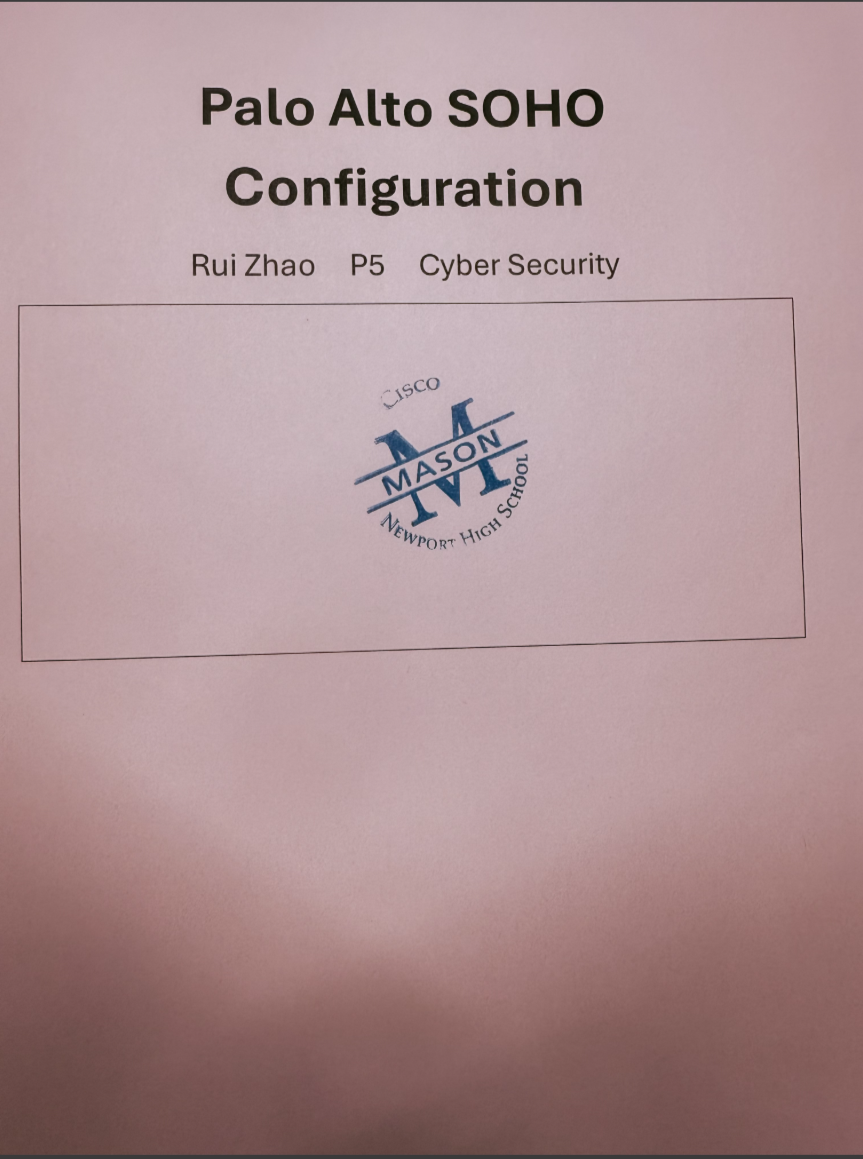 Palo Alto SOHO
Configuration
Rui Zhao P5 Cyber Security
CISCO
MASON
NEWPORT HIGH SCHOOL